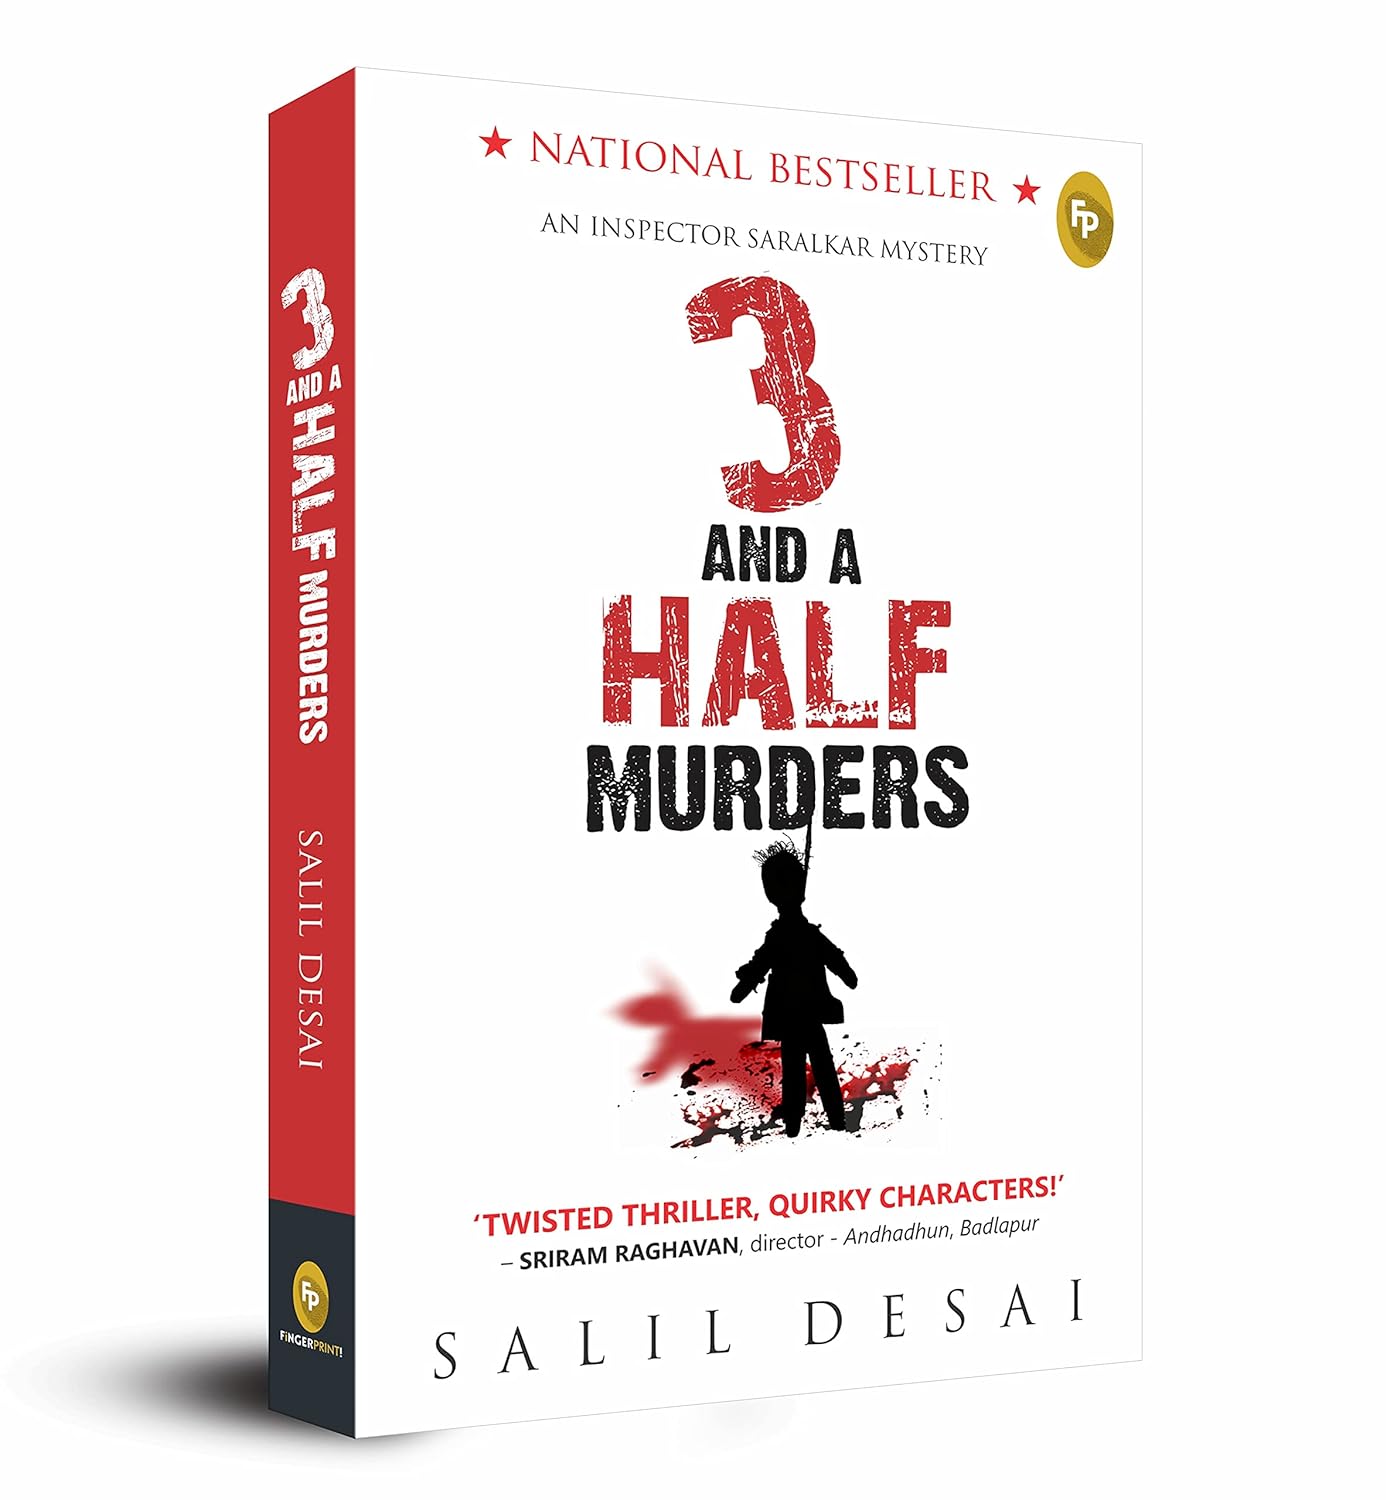 ★ NATIONAL BESTSELLER ★
AN INSPECTOR SARALKAR MYSTERY
FP
3
AND A
HALF
MURDERS
‘TWISTED THRILLER, QUIRKY CHARACTERS!’
– SRIRAM RAGHAVAN, director - Andhadhun, Badlapur
SALIL DESAI
3
AND A
HALF
MURDERS
SALIL DESAI
FP
FiNGERPRINT!